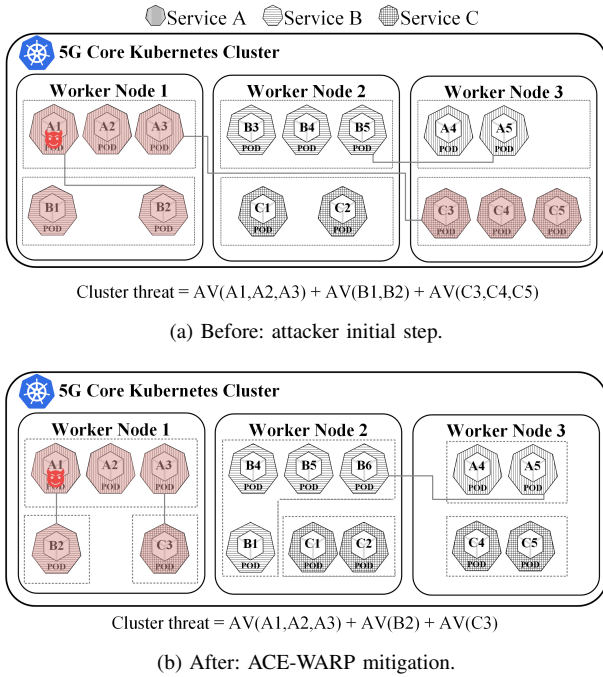 Service A Service B Service C
5G Core Kubernetes Cluster
Worker Node 1 Worker Node 2 Worker Node 3
A1 A2 A3 B3 B4 B5 A4 A5
POD POD POD POD POD POD POD POD
B1 B2 C1 C2 C3 C4 C5
POD POD POD POD POD POD POD
Cluster threat = AV(A1,A2,A3) + AV(B1,B2) + AV(C3,C4,C5)
(a) Before: attacker initial step.
5G Core Kubernetes Cluster
Worker Node 1 Worker Node 2 Worker Node 3
A1 A2 A3 B4 B5 B6 A4 A5
POD POD POD POD POD POD POD POD
B2 C3 B1 C1 C2 C4 C5
POD POD POD POD POD POD POD
Cluster threat = AV(A1,A2,A3) + AV(B2) + AV(C3)
(b) After: ACE-WARP mitigation.